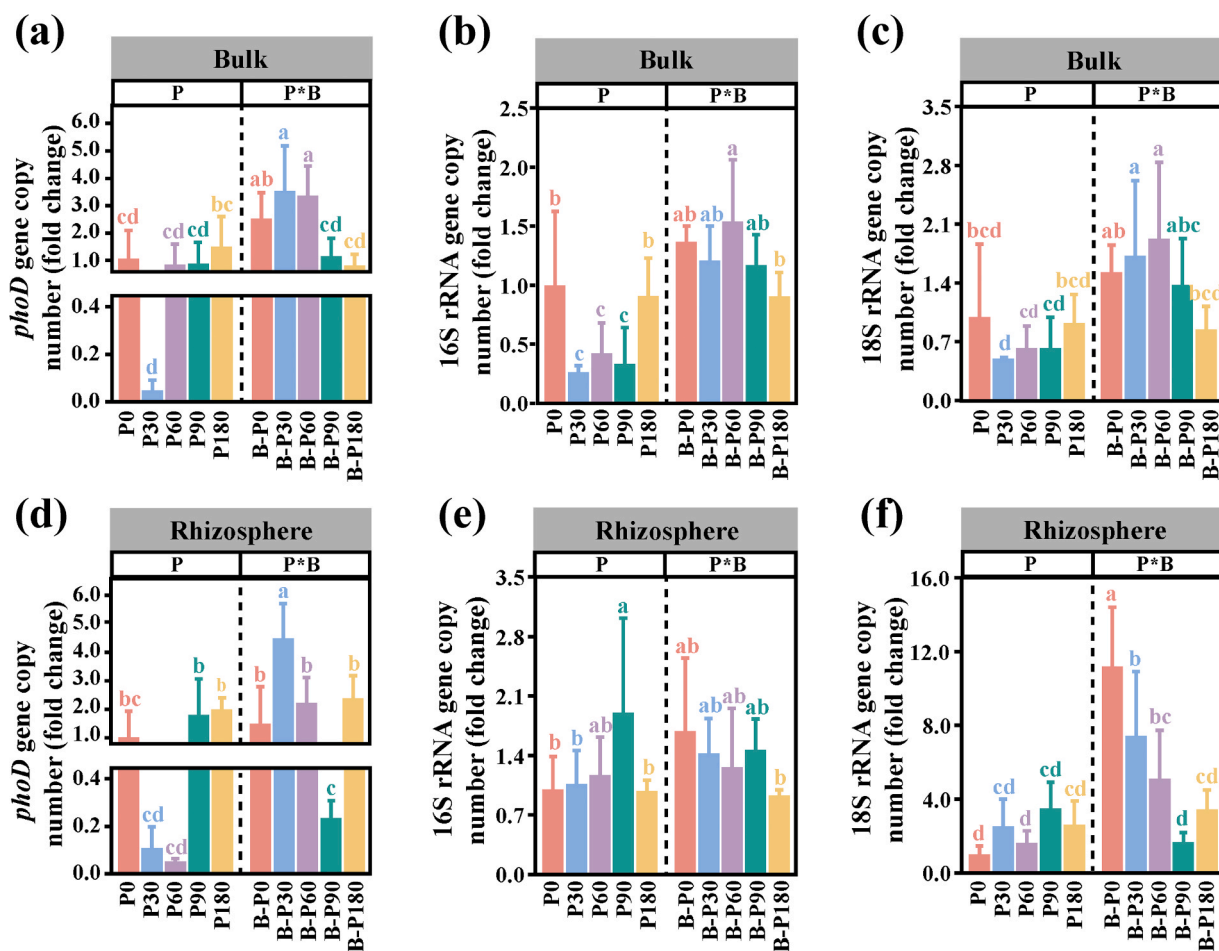 (a)
Bulk
P P*B
phoD gene copy
number (fold change)
6.0
5.0
4.0
3.0
2.0
1.0
0.4
0.2
0.0
cd d cd cd cd ab a a cd cd
P0 P30 P60 P90 P180 B-P0 B-P30 B-P60 B-P90 B-P180
(b)
Bulk
P P*B
16S rRNA gene copy
number (fold change)
2.5
2.0
1.5
1.0
0.5
0.0
b c c c b ab ab a ab b
P0 P30 P60 P90 P180 B-P0 B-P30 B-P60 B-P90 B-P180
(c)
Bulk
P P*B
18S rRNA gene copy
number (fold change)
3.5
2.8
2.1
1.4
0.7
0.0
bcd d cd cd bcd ab a a abc bcd
P0 P30 P60 P90 P180 B-P0 B-P30 B-P60 B-P90 B-P180
(d)
Rhizosphere
P P*B
phoD gene copy
number (fold change)
6.0
5.0
4.0
3.0
2.0
1.0
0.4
0.2
0.0
bc cd cd b b b a b c b
P0 P30 P60 P90 P180 B-P0 B-P30 B-P60 B-P90 B-P180
(e)
Rhizosphere
P P*B
16S rRNA gene copy
number (fold change)
3.5
2.1
1.4
0.7
0.0
b b ab a b ab ab ab ab b
P0 P30 P60 P90 P180 B-P0 B-P30 B-P60 B-P90 B-P180
(f)
Rhizosphere
P P*B
18S rRNA gene copy
number (fold change)
16.0
12.0
8.0
4.0
0.0
d cd d cd cd a b bc d cd
P0 P30 P60 P90 P180 B-P0 B-P30 B-P60 B-P90 B-P180